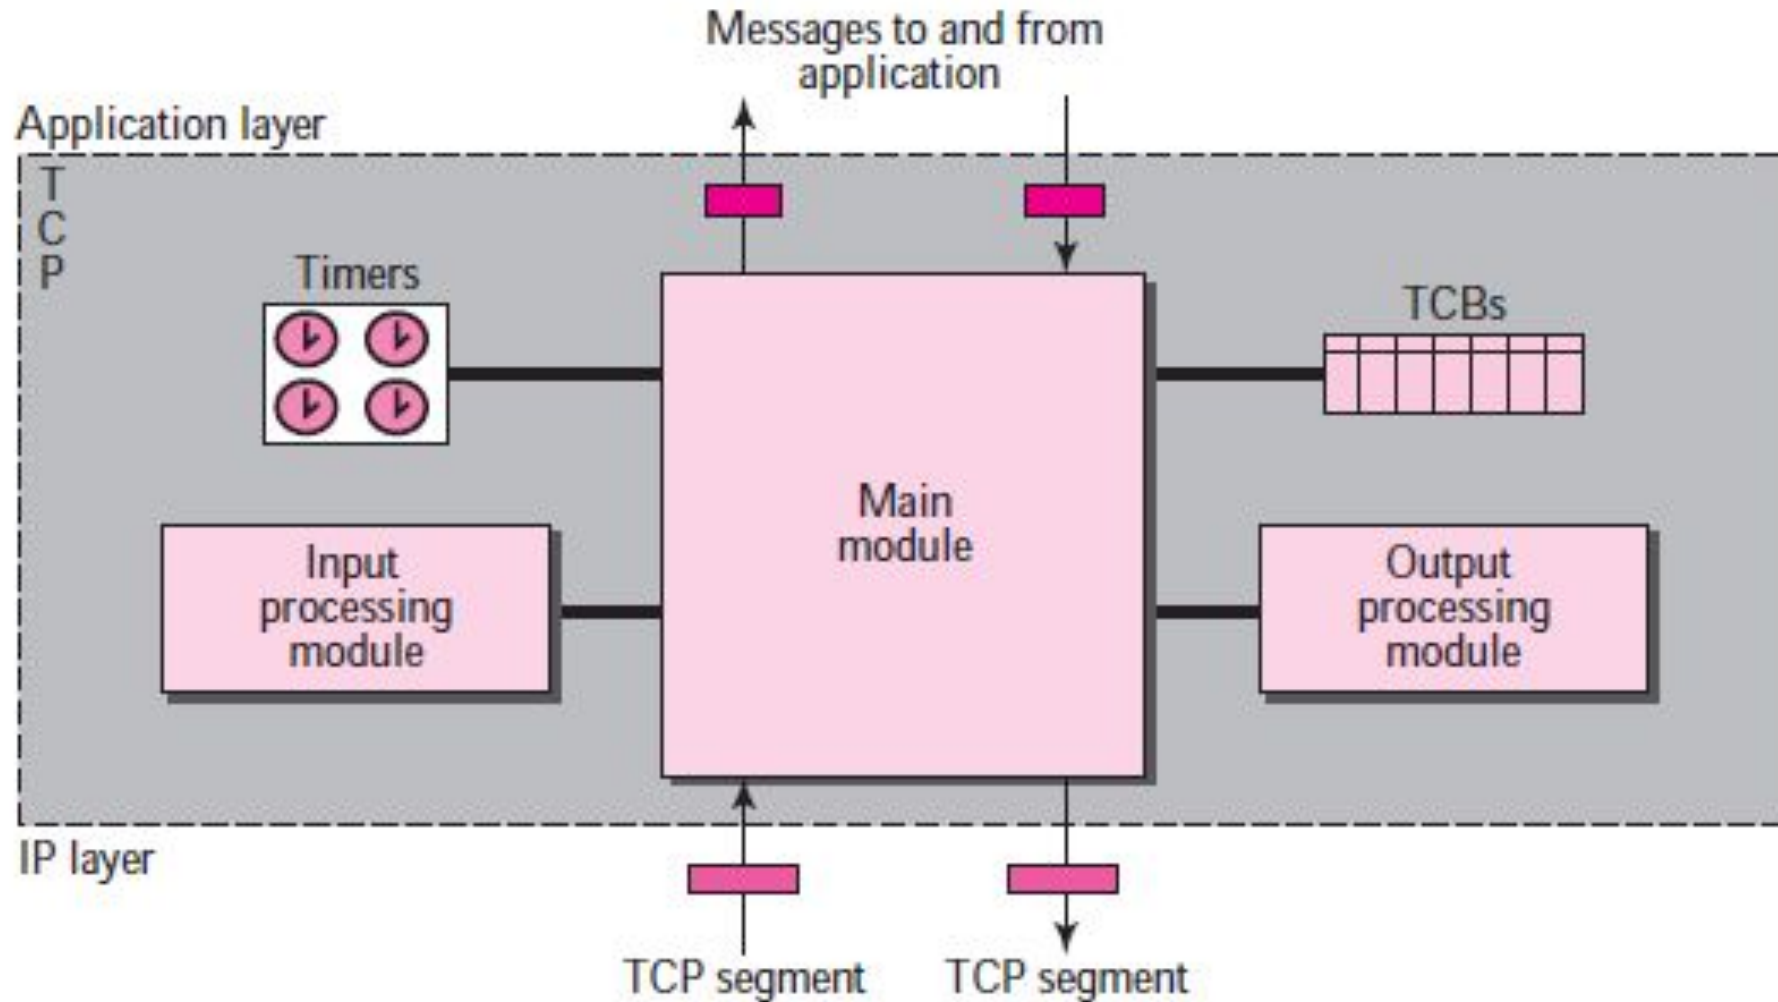 Messages to and from
application
Application layer
T
C
P
Timers
TCBs
Main
module
Input
processing
module
Output
processing
module
IP layer
TCP segment
TCP segment